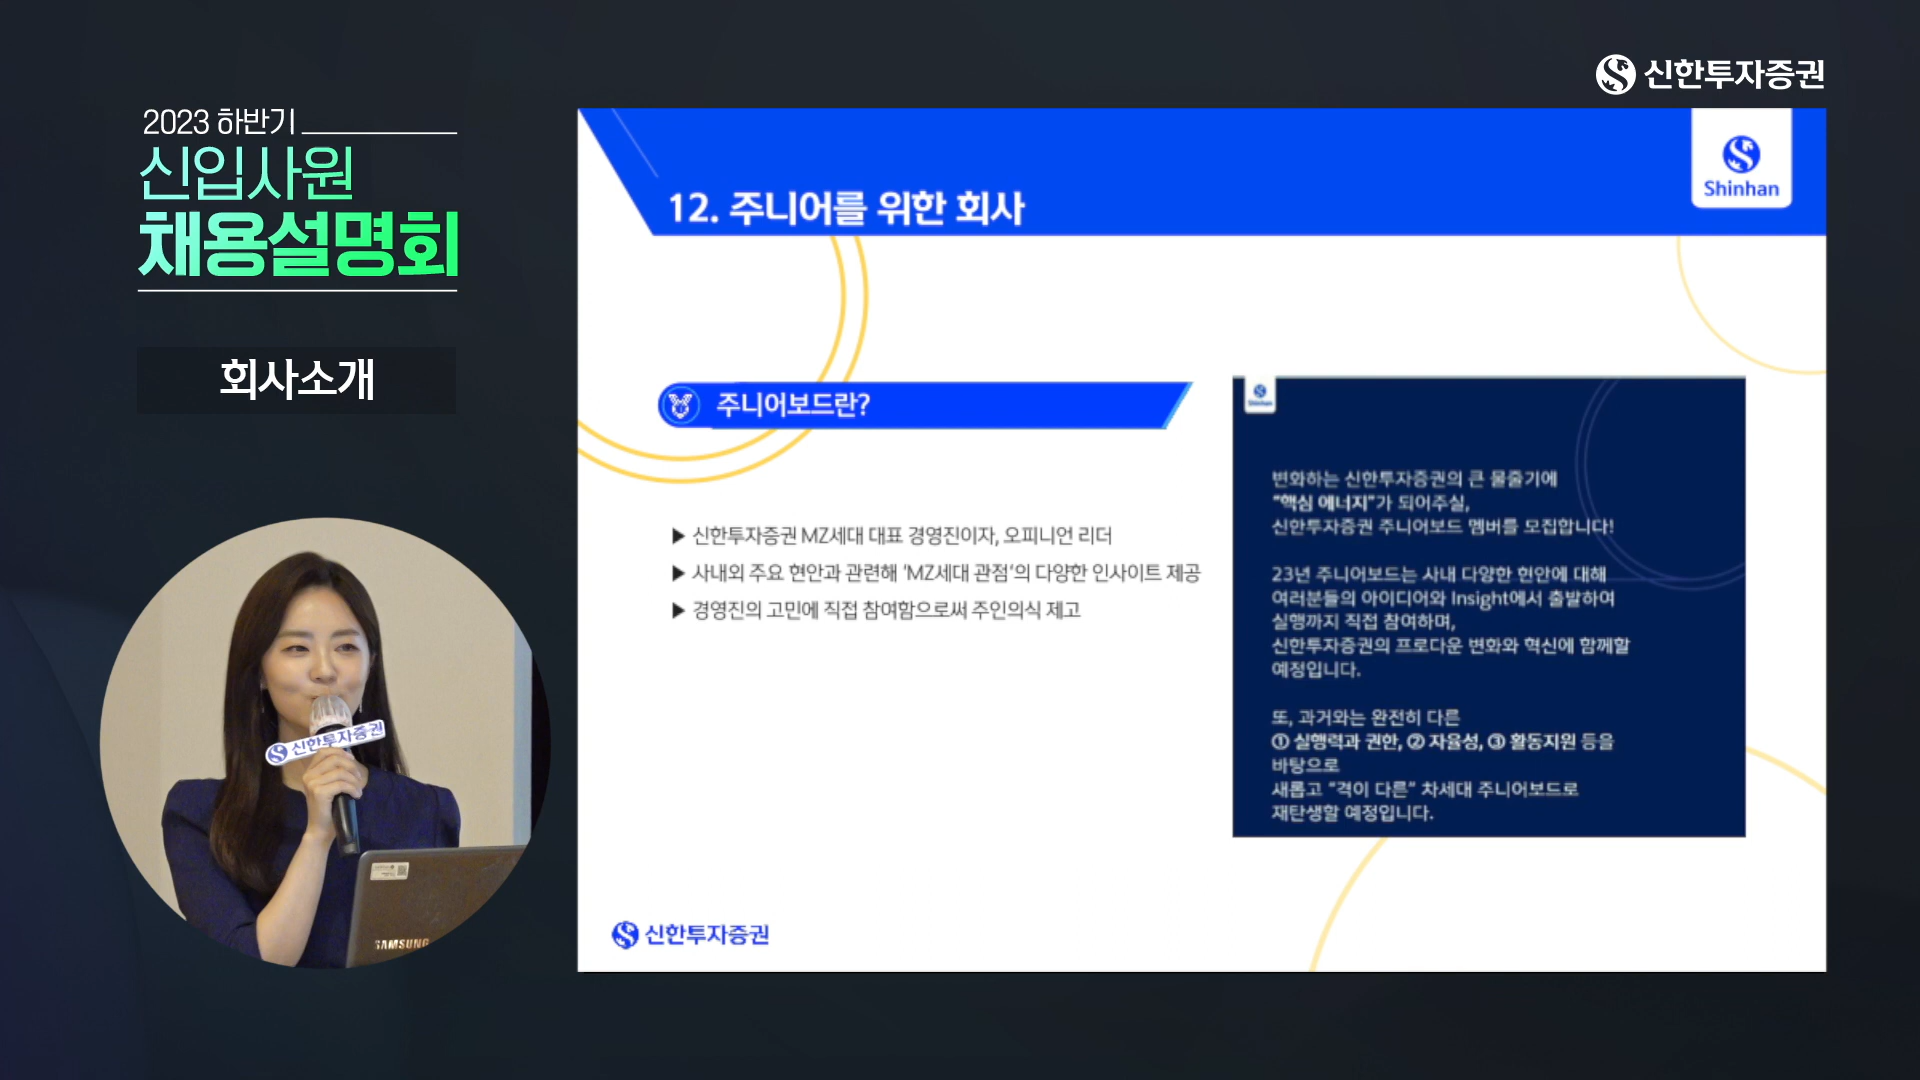 신한투자증권
2023 하반기
신입사원
채용설명회
회사소개
신한투자증권
SAMSUNG
12. 주니어를 위한 회사
Shinhan
주니어보드란?
▶ 신한투자증권 MZ세대 대표 경영진이자, 오피니언 리더
▶ 사내외 주요 현안과 관련해 'MZ세대 관점'의 다양한 인사이트 제공
▶ 경영진의 고민에 직접 참여함으로써 주인의식 제고
Shinhan
변화하는 신한투자증권의 큰 물줄기에
"핵심 에너지"가 되어주실,
신한투자증권 주니어보드 멤버를 모집합니다!
23년 주니어보드는 사내 다양한 현안에 대해
여러분들의 아이디어와 Insight에서 출발하여
실행까지 직접 참여하며,
신한투자증권의 프로다운 변화와 혁신에 함께할
예정입니다.
또, 과거와는 완전히 다른
① 실행력과 권한, ② 자율성, ③ 활동지원 등을
바탕으로
새롭고 "격이 다른" 차세대 주니어보드로
재탄생할 예정입니다.
신한투자증권